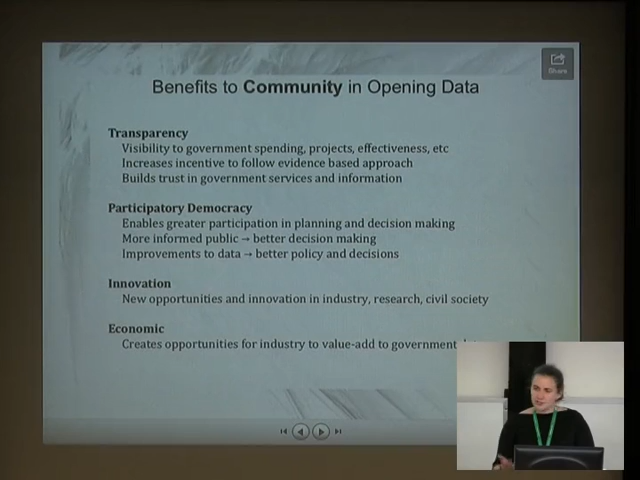 Share
Benefits to Community in Opening Data
Transparency
Visibility to government spending, projects, effectiveness, etc
Increases incentive to follow evidence based approach
Builds trust in government services and information
Participatory Democracy
Enables greater participation in planning and decision making
More informed public → better decision making
Improvements to data → better policy and decisions
Innovation
New opportunities and innovation in industry, research, civil society
Economic
Creates opportunities for industry to value-add to government